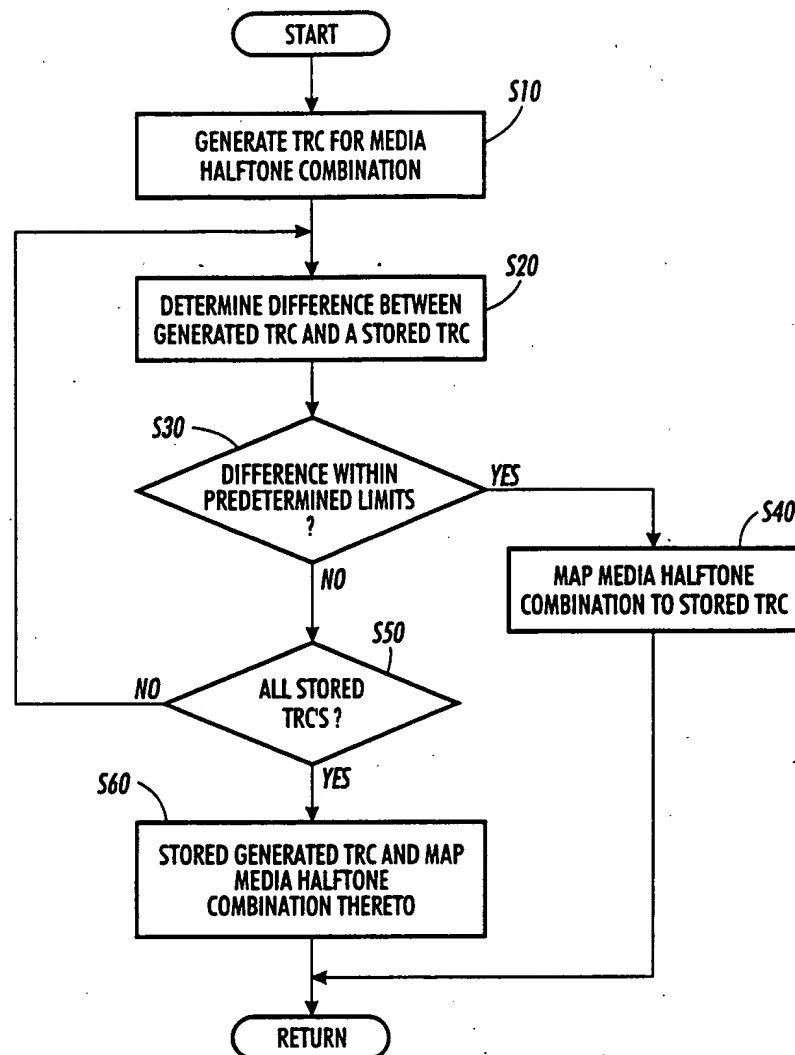 START
S10
GENERATE TRC FOR MEDIA
HALFTONE COMBINATION
S20
DETERMINE DIFFERENCE BETWEEN
GENERATED TRC AND A STORED TRC
S30
DIFFERENCE WITHIN
PREDETERMINED LIMITS
?
YES
NO
S40
MAP MEDIA HALFTONE
COMBINATION TO STORED TRC
S50
ALL STORED
TRC'S ?
NO
YES
S60
STORED GENERATED TRC AND MAP
MEDIA HALFTONE
COMBINATION THERETO
RETURN